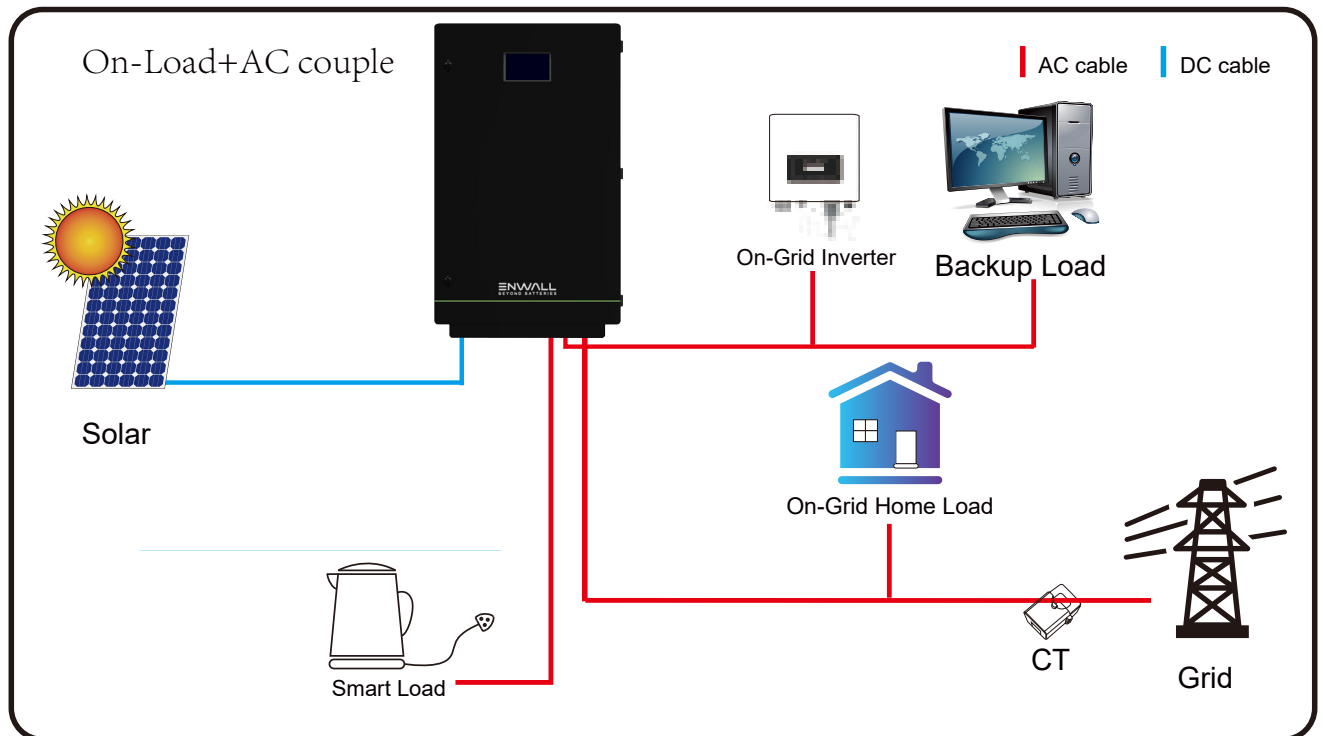 On-Load+AC couple
AC cable
DC cable
ENWALL
BEYOND BATTERIES
On-Grid Inverter
Backup Load
Solar
On-Grid Home Load
Smart Load
CT
Grid